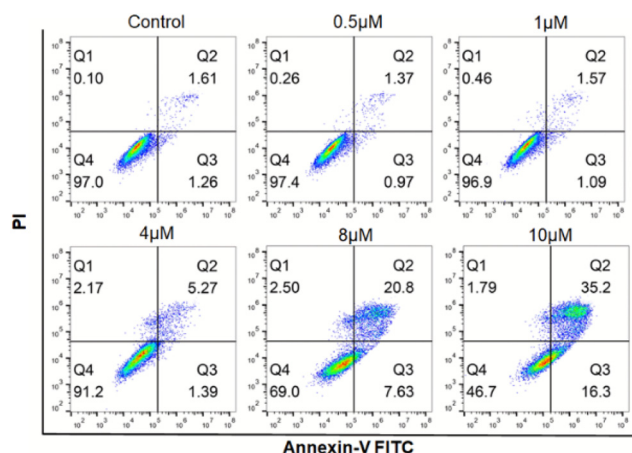 Control 0.5μM 1μM
Q1 Q2 Q1 Q2 Q1 Q2
0.10 1.61 0.26 1.37 0.46 1.57
Q4 Q3 Q4 Q3 Q4 Q3
97.0 1.26 97.4 0.97 96.9 1.09
4μM 8μM 10μM
Q1 Q2 Q1 Q2 Q1 Q2
2.17 5.27 2.50 20.8 1.79 35.2
Q4 Q3 Q4 Q3 Q4 Q3
91.2 1.39 69.0 7.63 46.7 16.3
PI
Annexin-V FITC